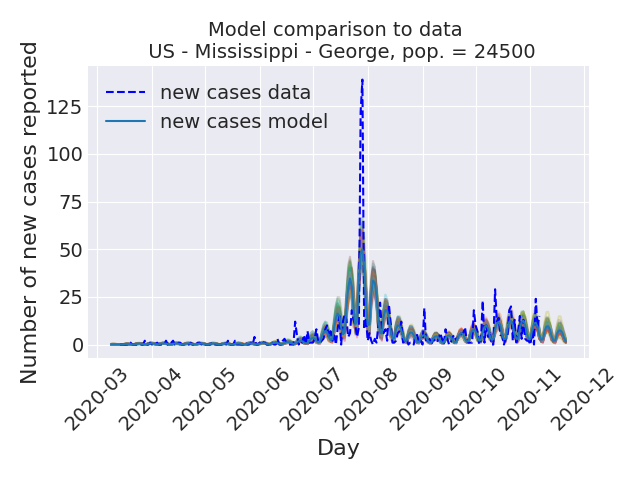 Model comparison to data
US - Mississippi - George, pop. = 24500
Number of new cases reported
125
100
75
50
25
0
new cases data
new cases model
2020-03
2020-04
2020-05
2020-06
2020-07
2020-08
2020-09
2020-10
2020-11
2020-12
Day